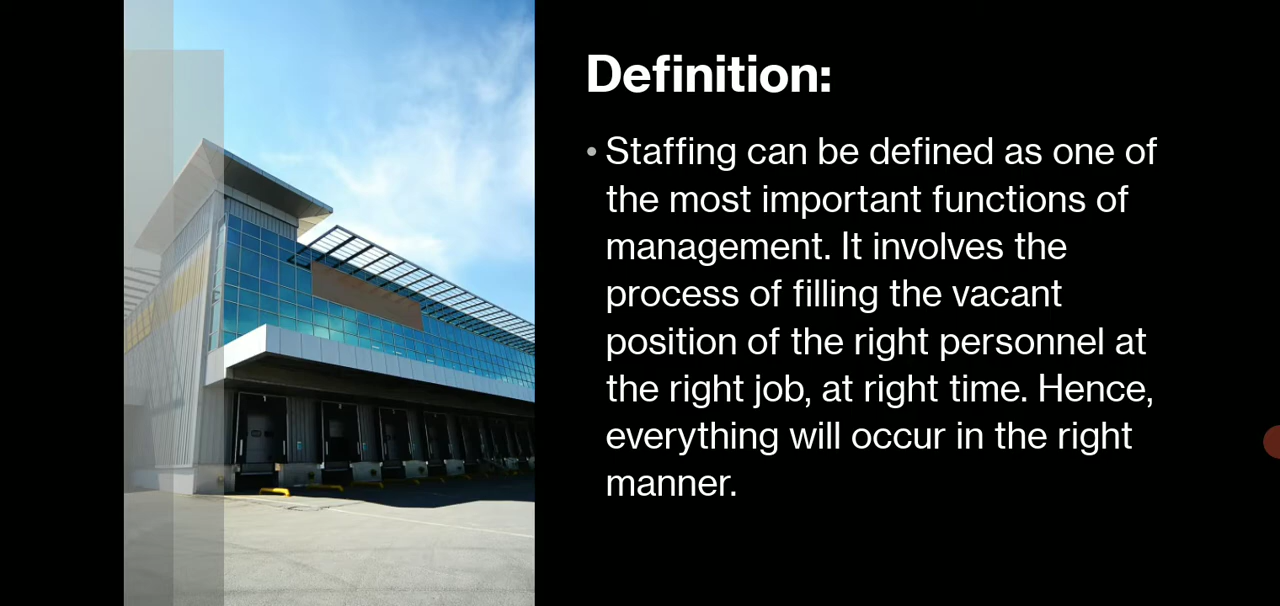 Definition:
• Staffing can be defined as one of
the most important functions of
management. It involves the
process of filling the vacant
position of the right personnel at
the right job, at right time. Hence,
everything will occur in the right
manner.